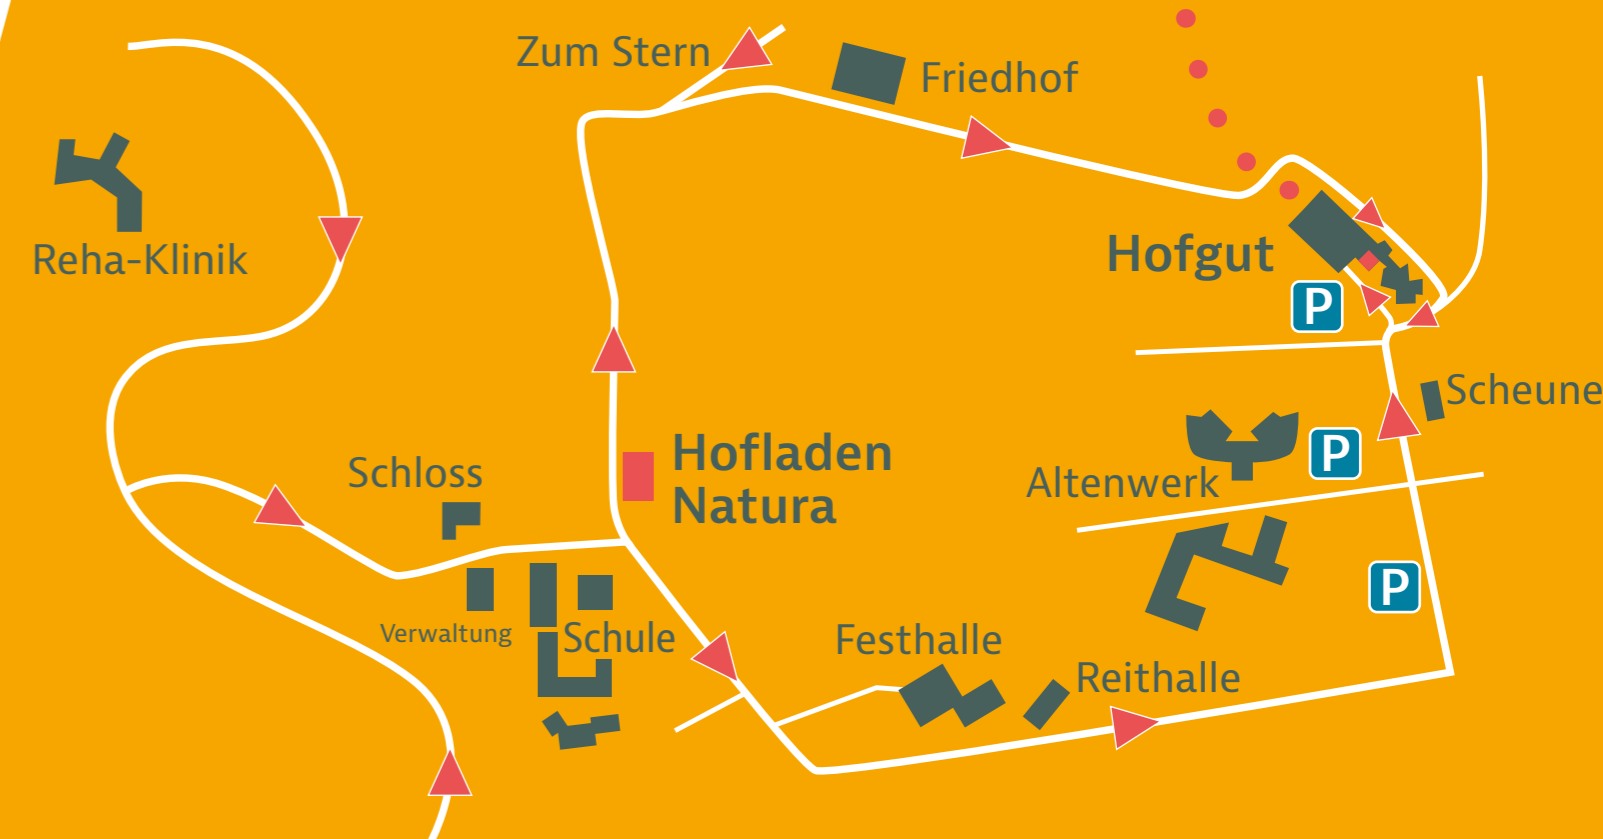 Zum Stern
Friedhof
Reha-Klinik
Hofgut
P
Scheune
Hofladen
Natura
Schloss
P
Altenwerk
P
Verwaltung
Schule
Festhalle
Reithalle